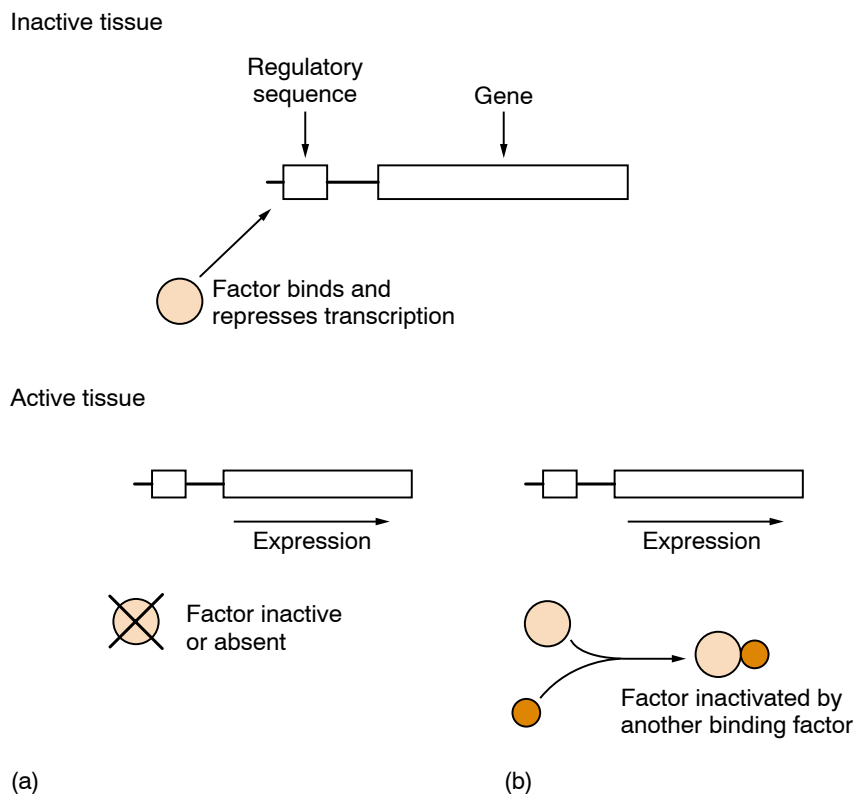 Inactive tissue
Regulatory
sequence
Gene
Factor binds and
represses transcription
Active tissue
Expression
Expression
Factor inactive
or absent
Factor inactivated by
another binding factor
(a)
(b)